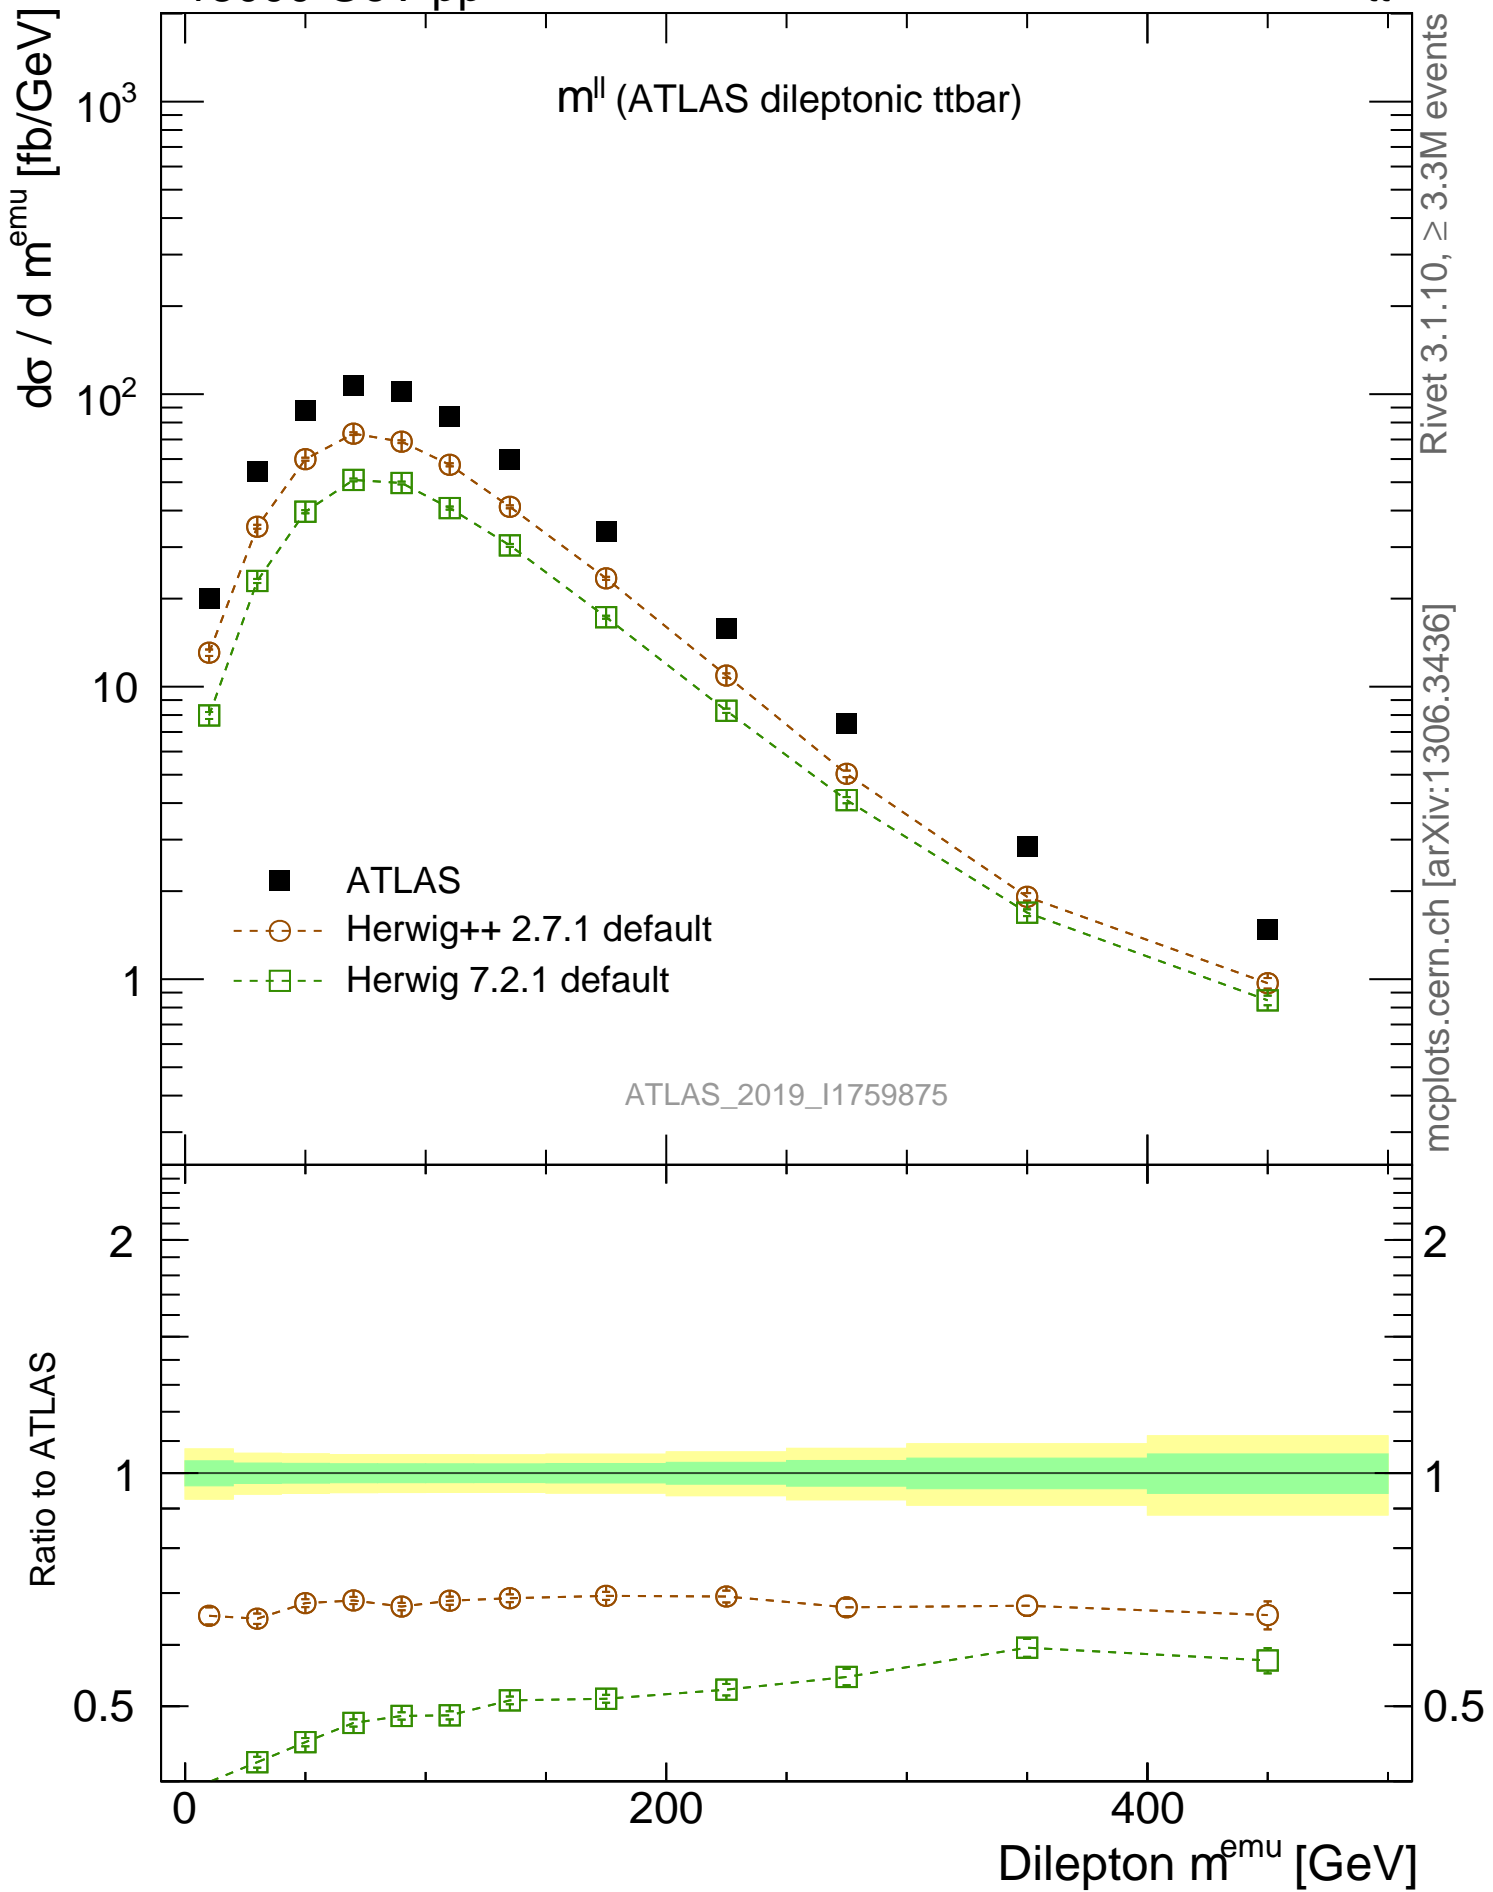 dσ / d m^emu [fb/GeV]
m^ll (ATLAS dileptonic ttbar)
10^3
10^2
10
1
ATLAS
Herwig++ 2.7.1 default
Herwig 7.2.1 default
ATLAS_2019_I1759875
Rivet 3.1.10, ≥ 3.3M events
mcplots.cern.ch [arXiv:1306.3436]
Ratio to ATLAS
2
1
0.5
2
1
0.5
0
200
400
Dilepton m^emu [GeV]